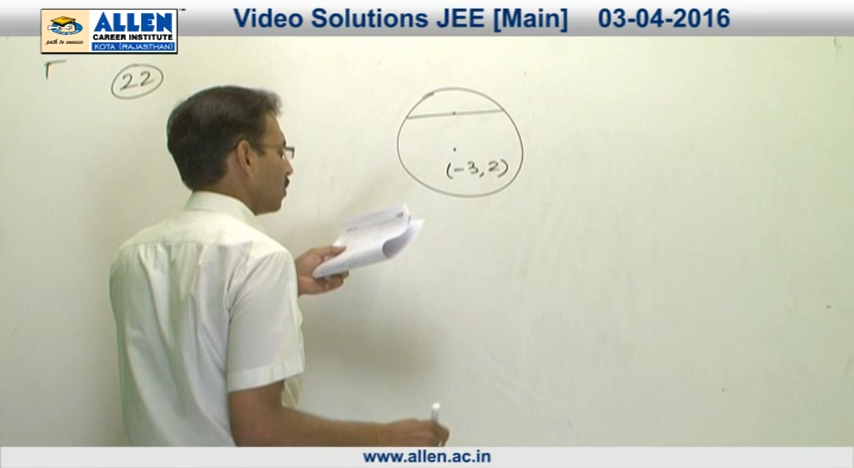 Video Solutions JEE [Main] 03-04-2016
ALLEN
CAREER INSTITUTE
KOTA (RAJASTHAN)
path to success
22
(-3, 2)
www.allen.ac.in